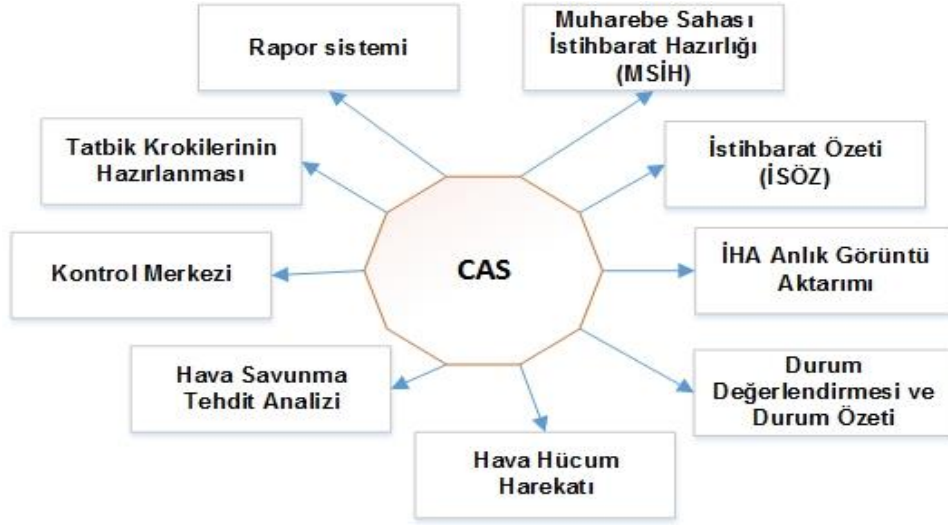 Rapor sistemi
Muharebe Sahası
İstihbarat Hazırlığı
(MSİH)
Tatbik Krokilerinin
Hazırlanması
İstihbarat Özeti
(İSÖZ)
Kontrol Merkezi
CAS
İHA Anlık Görüntü
Aktarımı
Hava Savunma
Tehdit Analizi
Durum
Değerlendirmesi ve
Durum Özeti
Hava Hücum
Harekatı